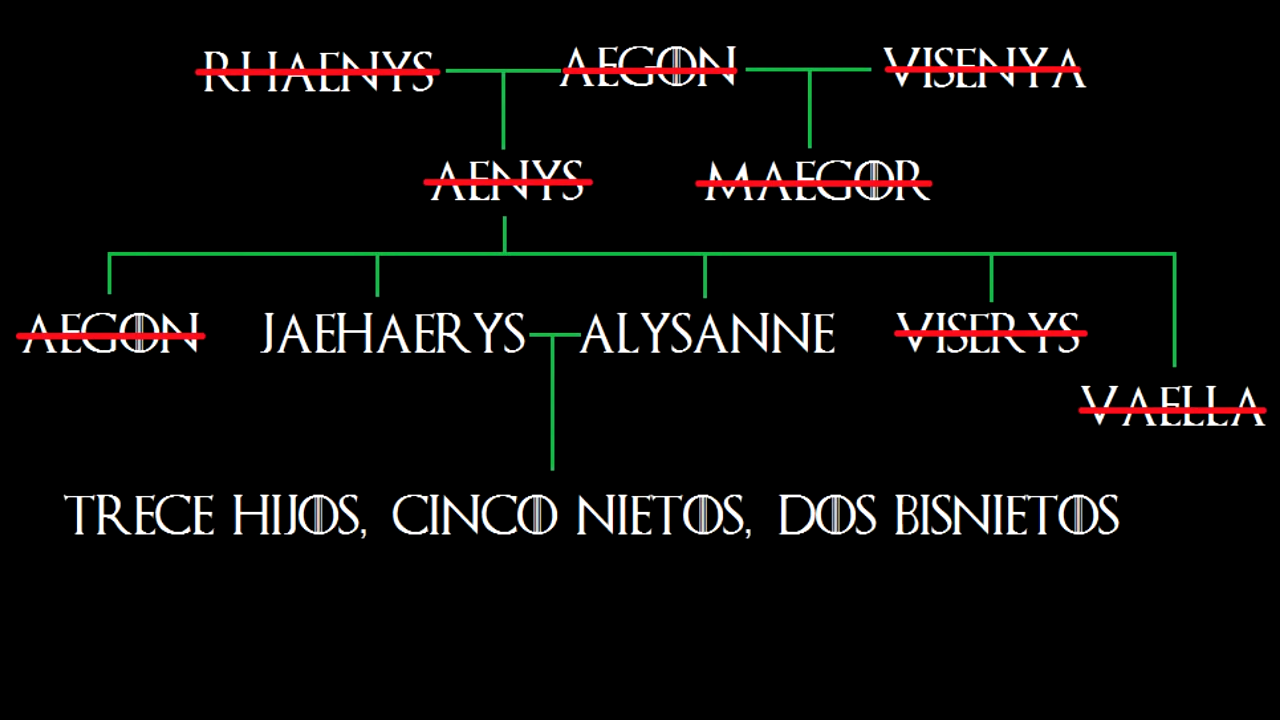 RHAENYS AEGON VISENYA
AENYS MAEGOR
AEGON JAEHAERYS ALYSANNE VISERYS
VAELLA
TRECE HIJOS, CINCO NIETOS, DOS BISNIETOS